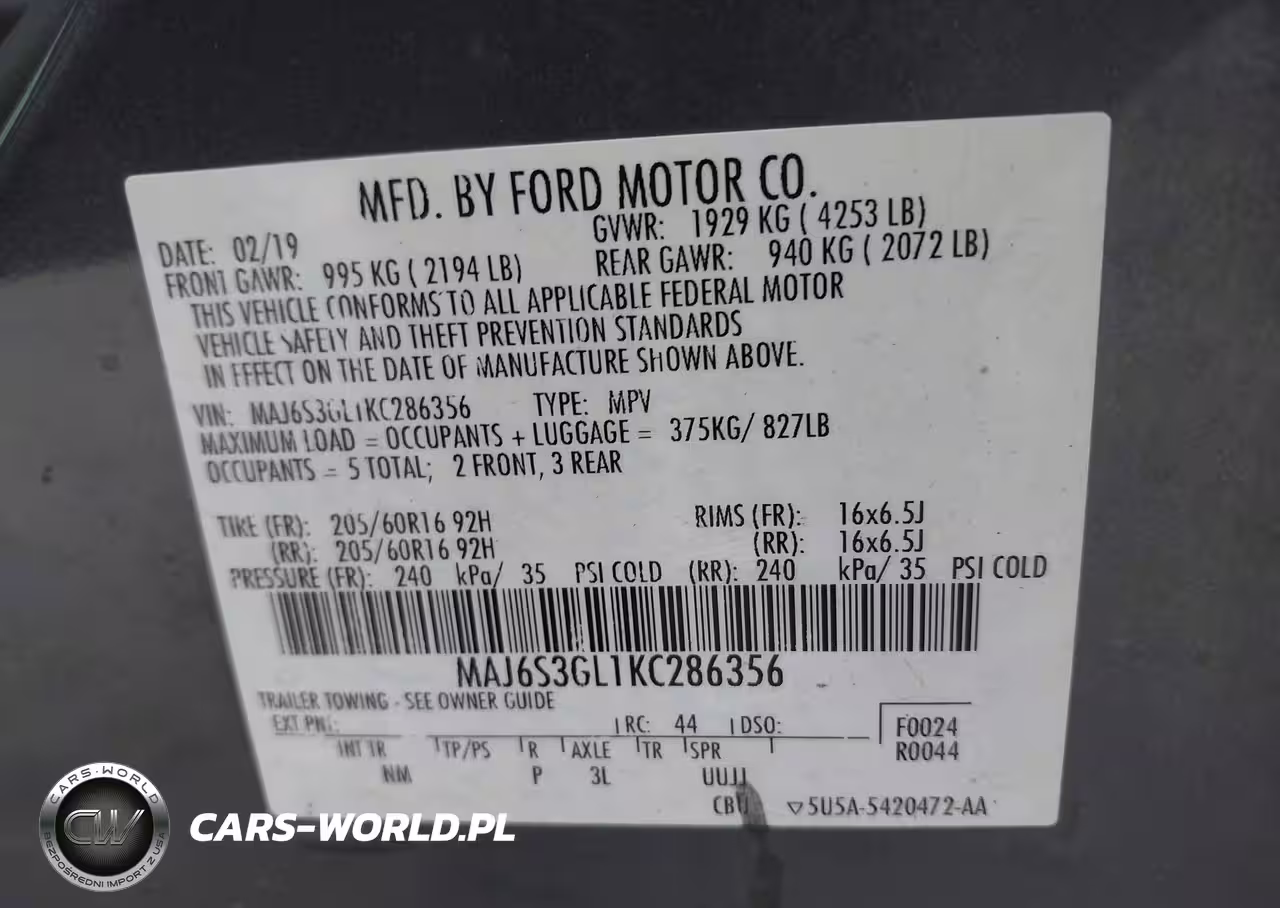 MFD. BY FORD MOTOR CO.
DATE: 02/19 GVWR: 1929 KG ( 4253 LB)
FRONT GAWR: 995 KG ( 2194 LB) REAR GAWR: 940 KG ( 2072 LB)
THIS VEHICLE CONFORMS TO ALL APPLICABLE FEDERAL MOTOR
VEHICLE SAFETY AND THEFT PREVENTION STANDARDS
IN EFFECT ON THE DATE OF MANUFACTURE SHOWN ABOVE.
VIN: MAJ6S3GL1KC286356 TYPE: MPV
MAXIMUM LOAD = OCCUPANTS + LUGGAGE = 375KG/ 827LB
OCCUPANTS = 5 TOTAL; 2 FRONT, 3 REAR
TIRE (FR): 205/60R16 92H RIMS (FR): 16x6.5J
(RR): 205/60R16 92H (RR): 16x6.5J
PRESSURE (FR): 240 kPa/ 35 PSI COLD (RR): 240 kPa/ 35 PSI COLD
MAJ6S3GL1KC286356
TRAILER TOWING - SEE OWNER GUIDE
EXT PNT: RC: 44 DSO: F0024
INT TR TP/PS R AXLE TR SPR R0044
NM P 3L UUJJ
CBU 5U5A-5420472-AA
CARS-WORLD
CW
BEZPOŚREDNI IMPORT Z USA
CARS-WORLD.PL